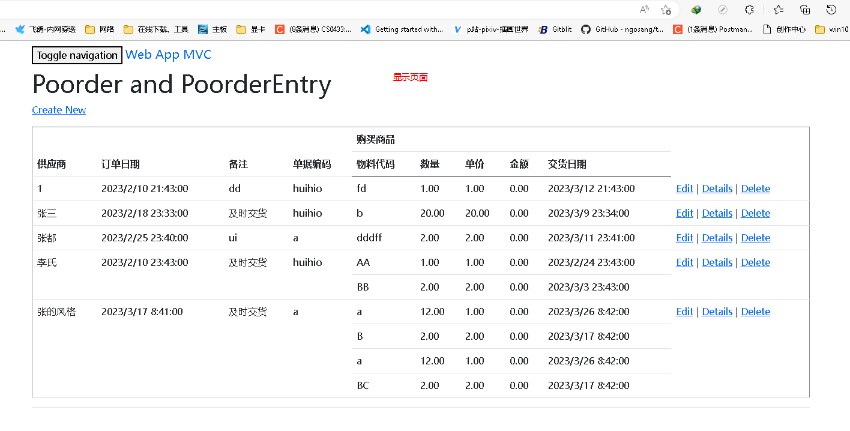 飞鸽-内网穿透 网络 在线下载、工具 主板 显卡 Getting started with... p站-pixiv-插画世界 Gitblit GitHub - ngosang/t... (1条消息) Postman... 创作中心 win10
Toggle navigation Web App MVC
Poorder and PoorderEntry
显示页面
Create New
购买商品
供应商 订单日期 备注 单据编码 物料代码 数量 单价 金额 交货日期
1 2023/2/10 21:43:00 dd huihio fd 1.00 1.00 0.00 2023/3/12 21:43:00 Edit | Details | Delete
张三 2023/2/18 23:33:00 及时交货 huihio b 20.00 20.00 0.00 2023/3/9 23:34:00 Edit | Details | Delete
张都 2023/2/25 23:40:00 ui a dddff 2.00 2.00 0.00 2023/3/11 23:41:00 Edit | Details | Delete
李氏 2023/2/10 23:43:00 及时交货 huihio AA 1.00 1.00 0.00 2023/2/24 23:43:00 Edit | Details | Delete
BB 2.00 2.00 0.00 2023/3/3 23:43:00
张的风格 2023/3/17 8:41:00 及时交货 a a 12.00 1.00 0.00 2023/3/26 8:42:00 Edit | Details | Delete
B 2.00 2.00 0.00 2023/3/17 8:42:00
a 12.00 1.00 0.00 2023/3/26 8:42:00
BC 2.00 2.00 0.00 2023/3/17 8:42:00